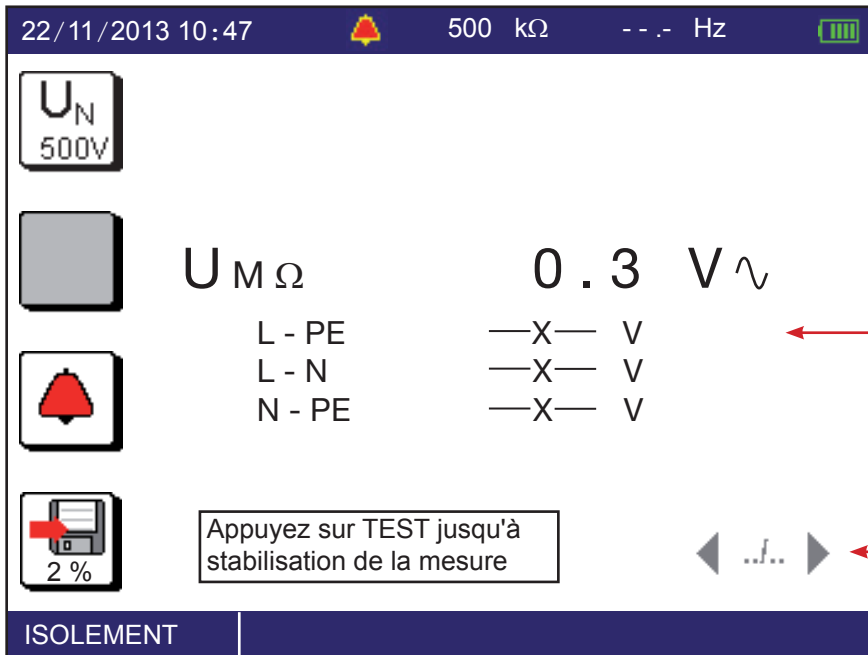 22/11/2013 10:47 500 kΩ - - .- Hz
UN
500V
U MΩ 0.3 V∿
L - PE —X— V
L - N —X— V
N - PE —X— V
2 %
Appuyez sur TEST jusqu'à
stabilisation de la mesure
../..
ISOLEMENT